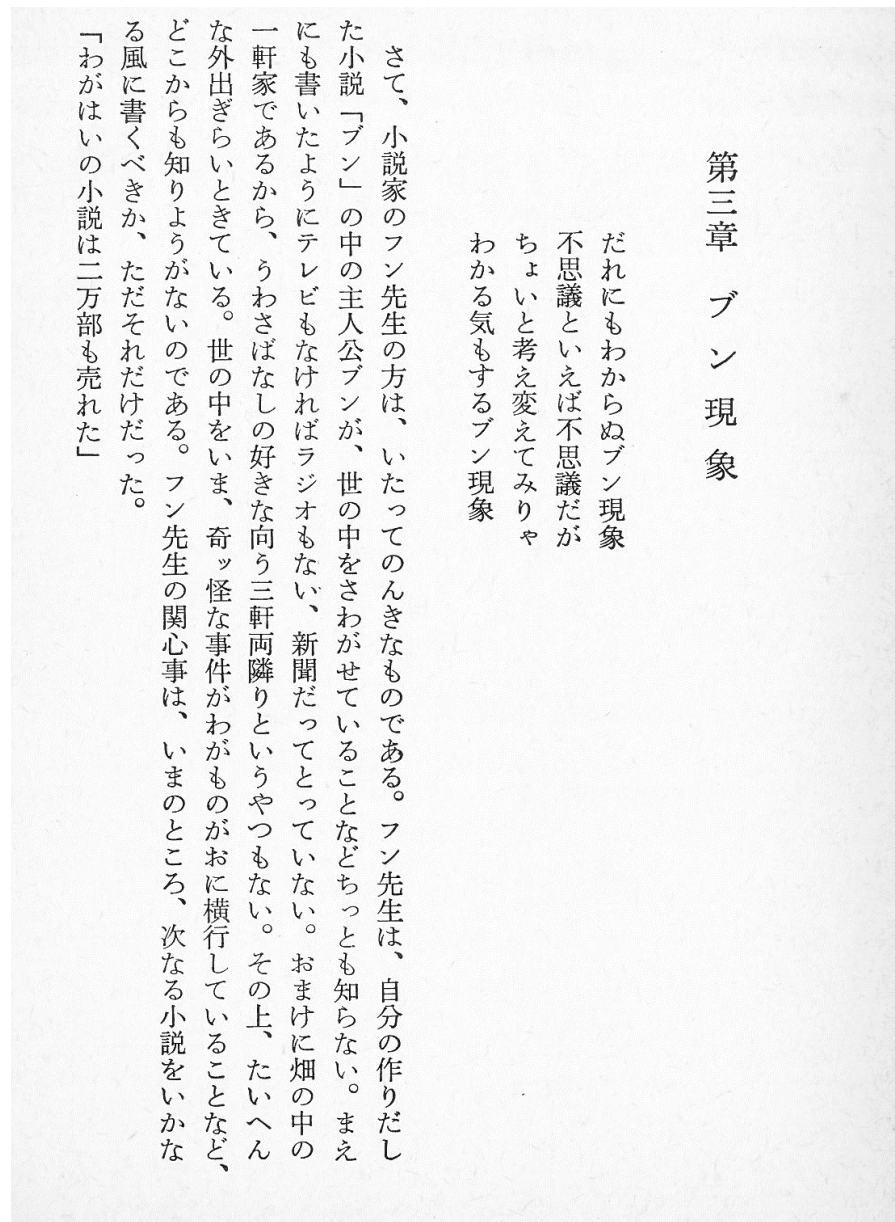 第三章　ブン現象
だれにもわからぬブン現象
不思議といえば不思議だが
ちょいと考え変えてみりゃ
わかる気もするブン現象
さて、小説家のフン先生の方は、いたってのんきなものである。フン先生は、自分の作りだし
た小説「ブン」の中の主人公ブンが、世の中をさわがせていることなどちっとも知らない。まえ
にも書いたようにテレビもなければラジオもない、新聞だってとっていない。おまけに畑の中の
一軒家であるから、うわさばなしの好きな向う三軒両隣りというやつもない。その上、たいへん
な外出ぎらいときている。世の中をいま、奇ッ怪な事件がわがものがおに横行していることなど、
どこからも知りようがないのである。フン先生の関心事は、いまのところ、次なる小説をいかな
る風に書くべきか、ただそれだけだった。
「わがはいの小説は二万部も売れた」